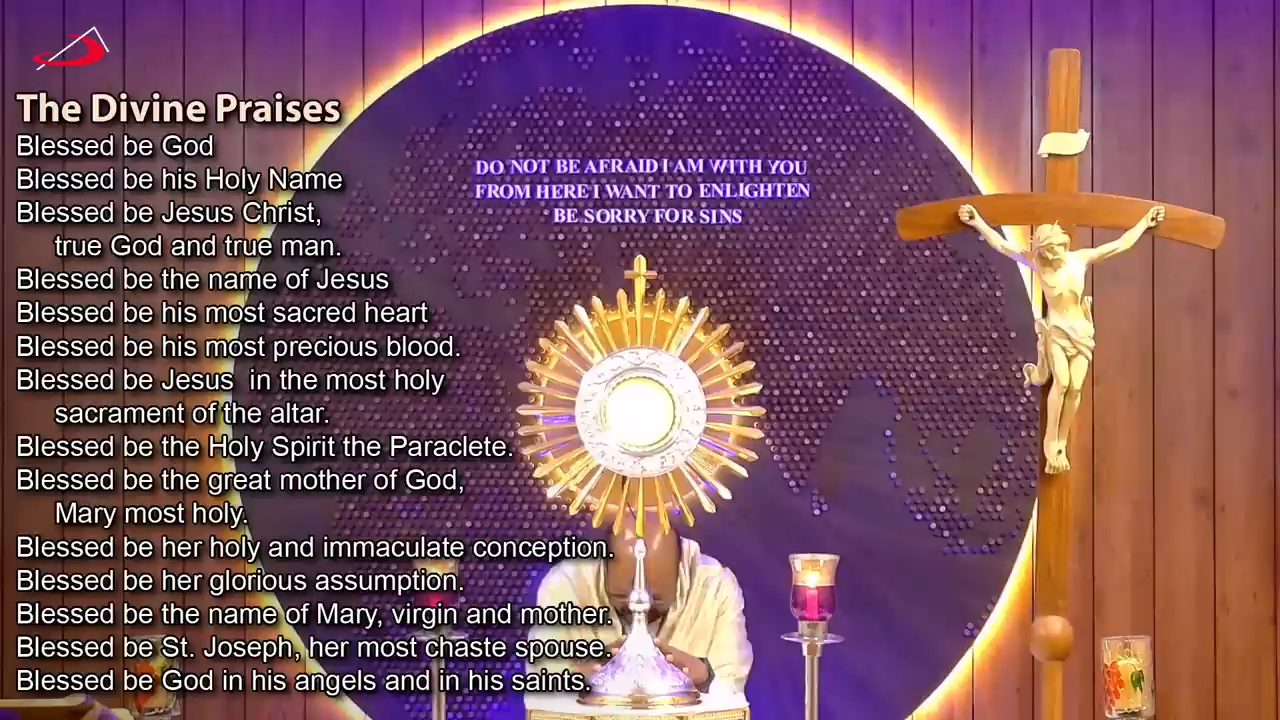 The Divine Praises
Blessed be God
Blessed be his Holy Name
Blessed be Jesus Christ,
true God and true man.
Blessed be the name of Jesus
Blessed be his most sacred heart
Blessed be his most precious blood.
Blessed be Jesus in the most holy
sacrament of the altar.
Blessed be the Holy Spirit the Paraclete.
Blessed be the great mother of God,
Mary most holy.
Blessed be her holy and immaculate conception.
Blessed be her glorious assumption.
Blessed be the name of Mary, virgin and mother.
Blessed be St. Joseph, her most chaste spouse.
Blessed be God in his angels and in his saints.
DO NOT BE AFRAID I AM WITH YOU
FROM HERE I WANT TO ENLIGHTEN
BE SORRY FOR SINS